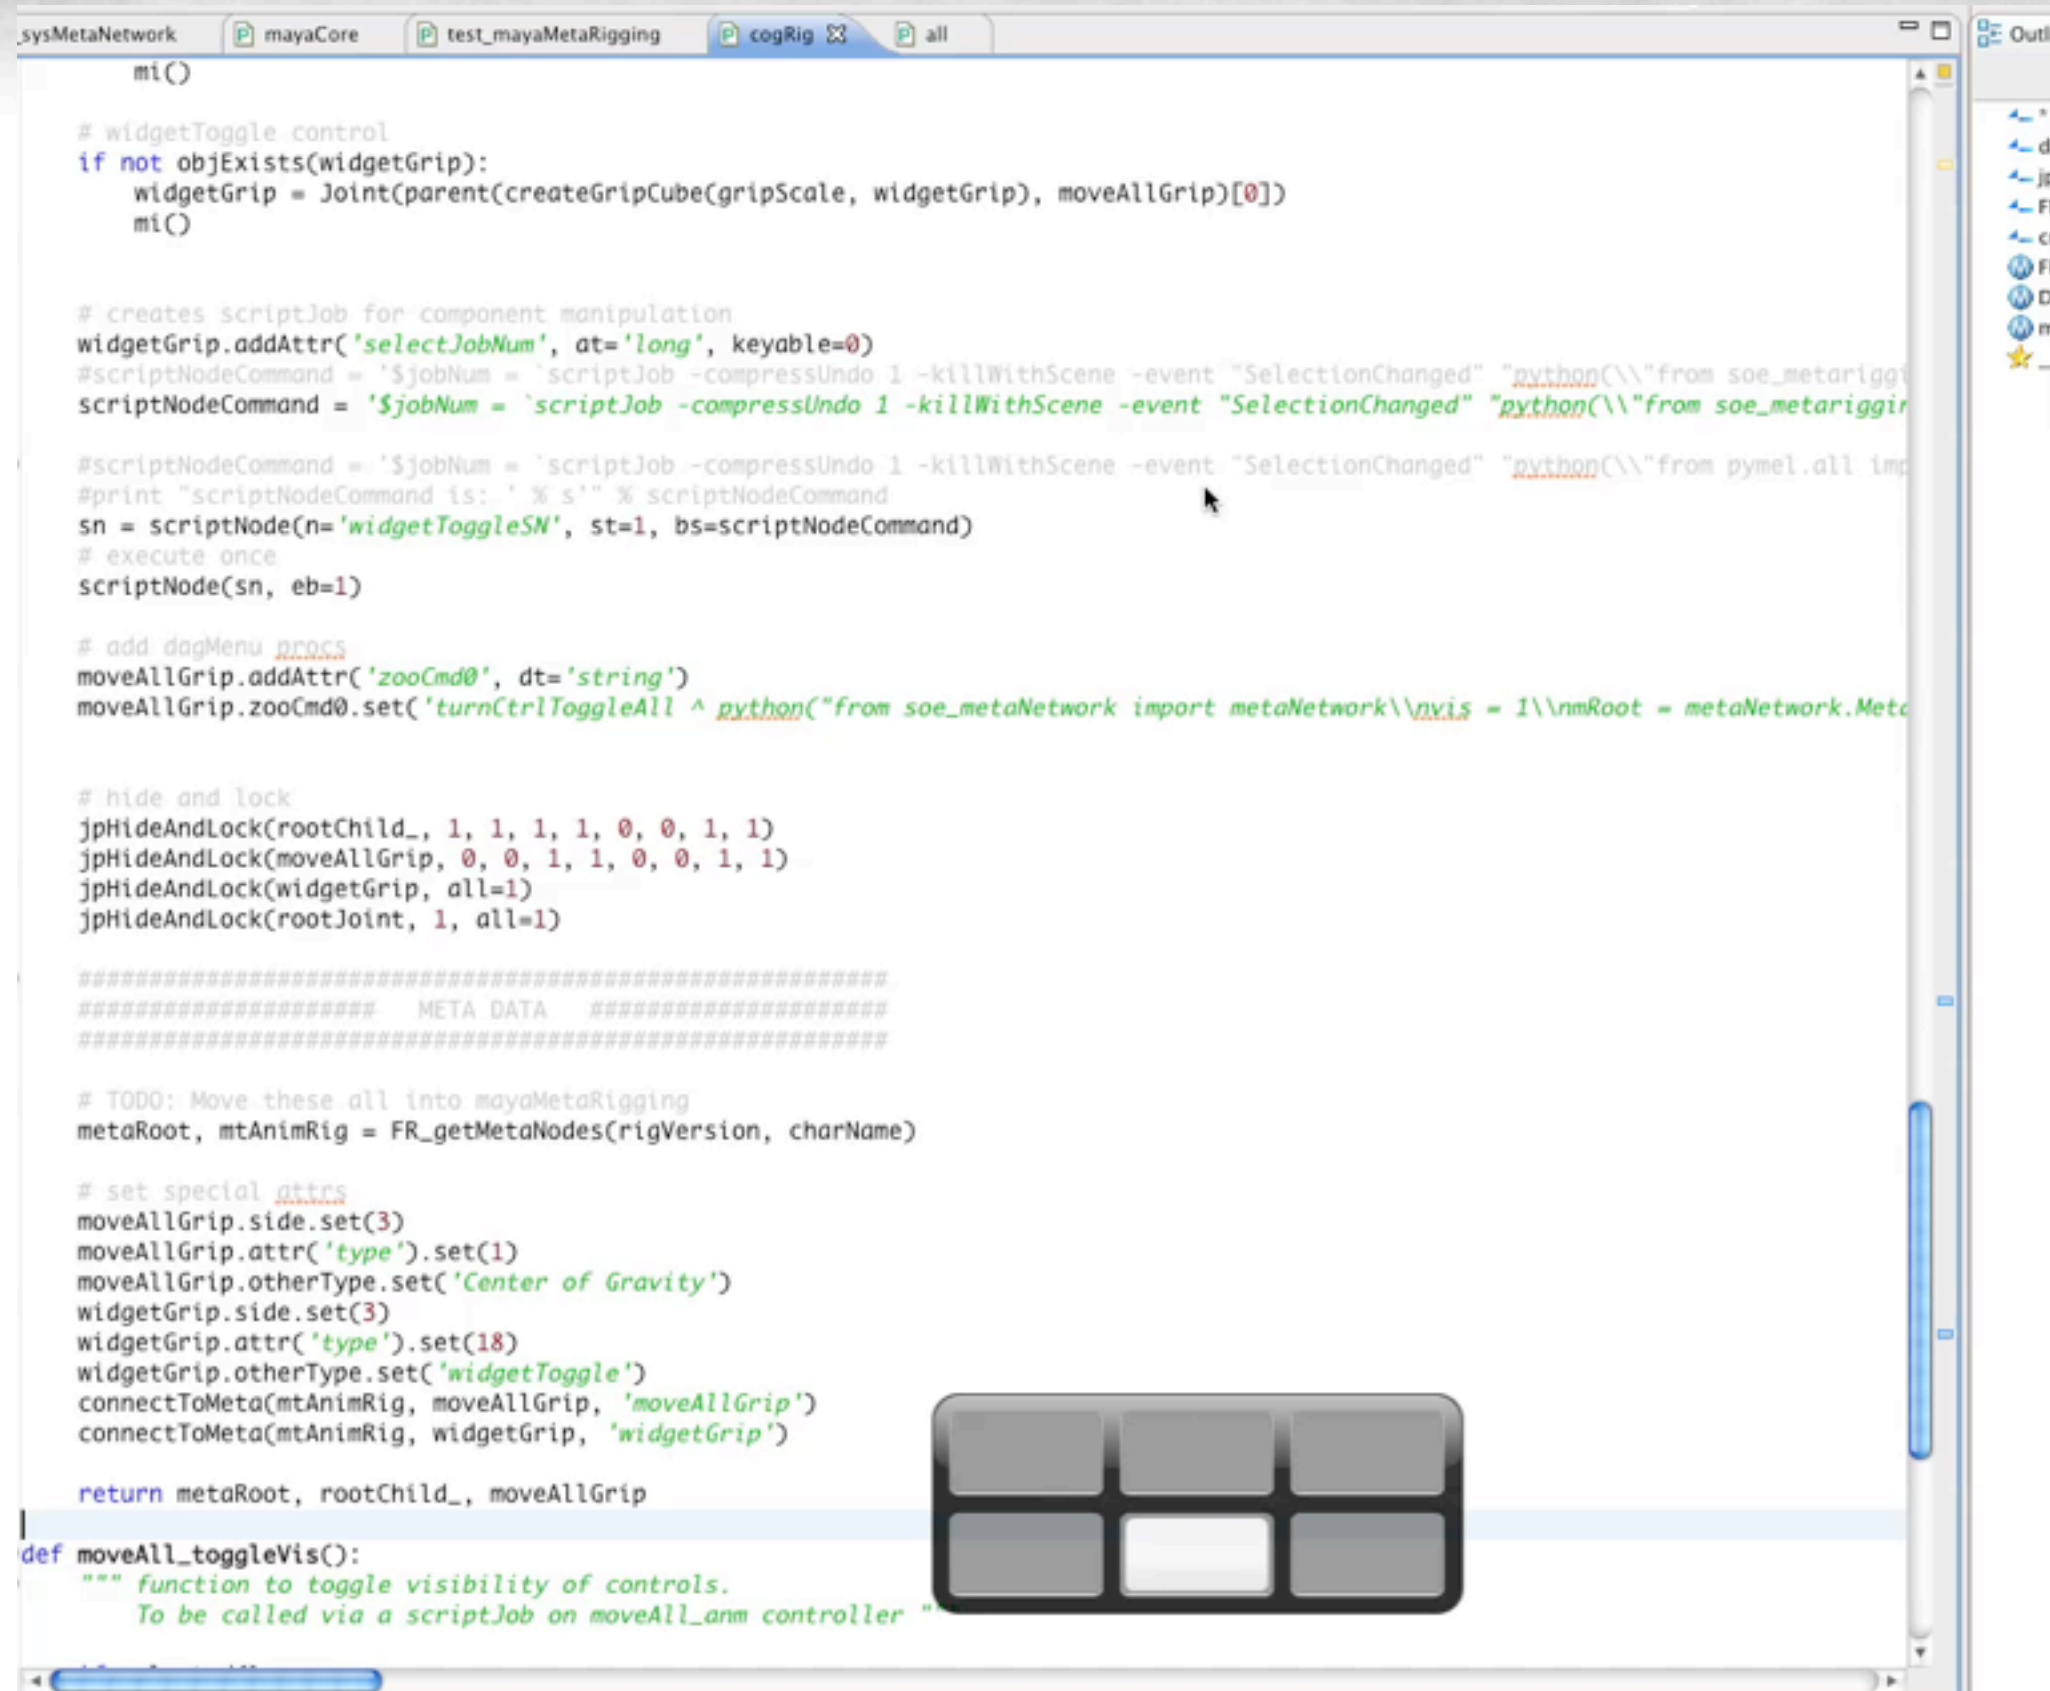 _sysMetaNetwork mayaCore test_mayaMetaRigging cogRig all
mi()
# widgetToggle control
if not objExists(widgetGrip):
widgetGrip = Joint(parent(createGripCube(gripScale, widgetGrip), moveAllGrip)[0])
mi()
# creates scriptJob for component manipulation
widgetGrip.addAttr('selectJobNum', at='long', keyable=0)
#scriptNodeCommand = '$jobNum = `scriptJob -compressUndo 1 -killWithScene -event "SelectionChanged" "python(\\"from soe_metariggi
scriptNodeCommand = '$jobNum = `scriptJob -compressUndo 1 -killWithScene -event "SelectionChanged" "python(\\"from soe_metariggin
#scriptNodeCommand = '$jobNum = `scriptJob -compressUndo 1 -killWithScene -event "SelectionChanged" "python(\\"from pymel.all imp
#print "scriptNodeCommand is: ' % s'" % scriptNodeCommand
sn = scriptNode(n='widgetToggleSN', st=1, bs=scriptNodeCommand)
# execute once
scriptNode(sn, eb=1)
# add dagMenu procs
moveAllGrip.addAttr('zooCmd0', dt='string')
moveAllGrip.zooCmd0.set('turnCtrlToggleAll ^ python("from soe_metaNetwork import metaNetwork\\nvis = 1\\nmRoot = metaNetwork.Meta
# hide and lock
jpHideAndLock(rootChild_, 1, 1, 1, 1, 0, 0, 1, 1)
jpHideAndLock(moveAllGrip, 0, 0, 1, 1, 0, 0, 1, 1)
jpHideAndLock(widgetGrip, all=1)
jpHideAndLock(rootJoint, 1, all=1)
#########################################################
##################### META DATA #####################
#########################################################
# TODO: Move these all into mayaMetaRigging
metaRoot, mtAnimRig = FR_getMetaNodes(rigVersion, charName)
# set special attrs
moveAllGrip.side.set(3)
moveAllGrip.attr('type').set(1)
moveAllGrip.otherType.set('Center of Gravity')
widgetGrip.side.set(3)
widgetGrip.attr('type').set(18)
widgetGrip.otherType.set('widgetToggle')
connectToMeta(mtAnimRig, moveAllGrip, 'moveAllGrip')
connectToMeta(mtAnimRig, widgetGrip, 'widgetGrip')
return metaRoot, rootChild_, moveAllGrip
def moveAll_toggleVis():
""" function to toggle visibility of controls.
To be called via a scriptJob on moveAll_anm controller "